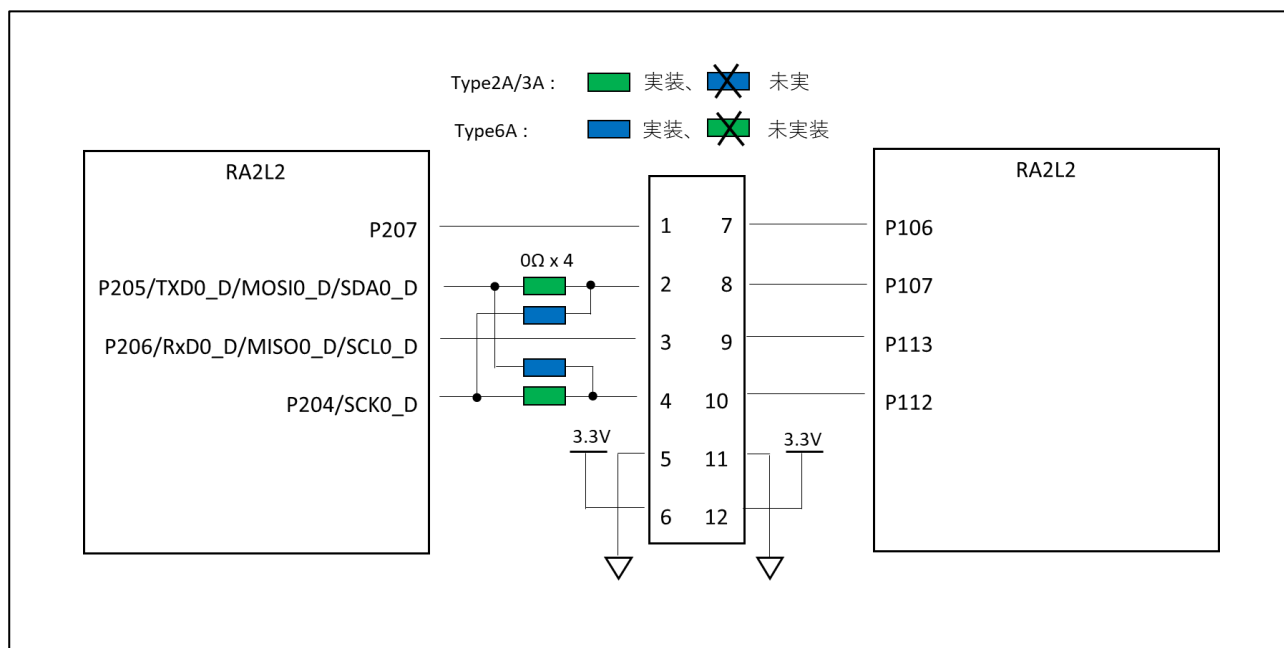 Type2A/3A : 実装、 未実
Type6A : 実装、 未実装
RA2L2
P207
P205/TXD0_D/MOSI0_D/SDA0_D
P206/RxD0_D/MISO0_D/SCL0_D
P204/SCK0_D
0Ω x 4
3.3V
1 7
2 8
3 9
4 10
5 11
6 12
3.3V
RA2L2
P106
P107
P113
P112